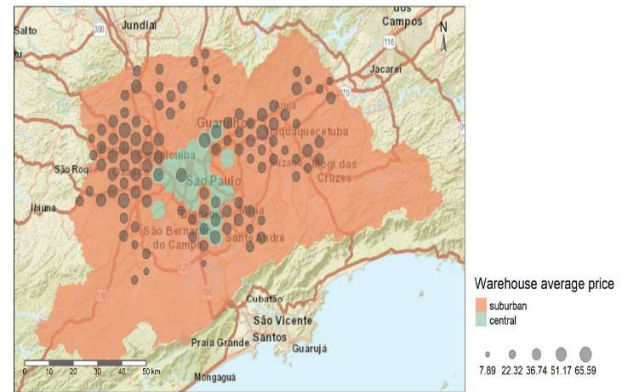 dos
Campos
Jundiaí
Salto
N
Jacareí
Guarulhos
Itaquaquecetuba
São Roque
São Paulo
Mogi das
Cruzes
Ibiúna
São Bernardo
do Campo
Santo André
Cubatão
São Vicente
Praia Grande
Santos
Guarujá
Mongaguá
0 10 20 30 40 50 km
Warehouse average price
suburban
central
7.89 22.32 36.74 51.17 65.59